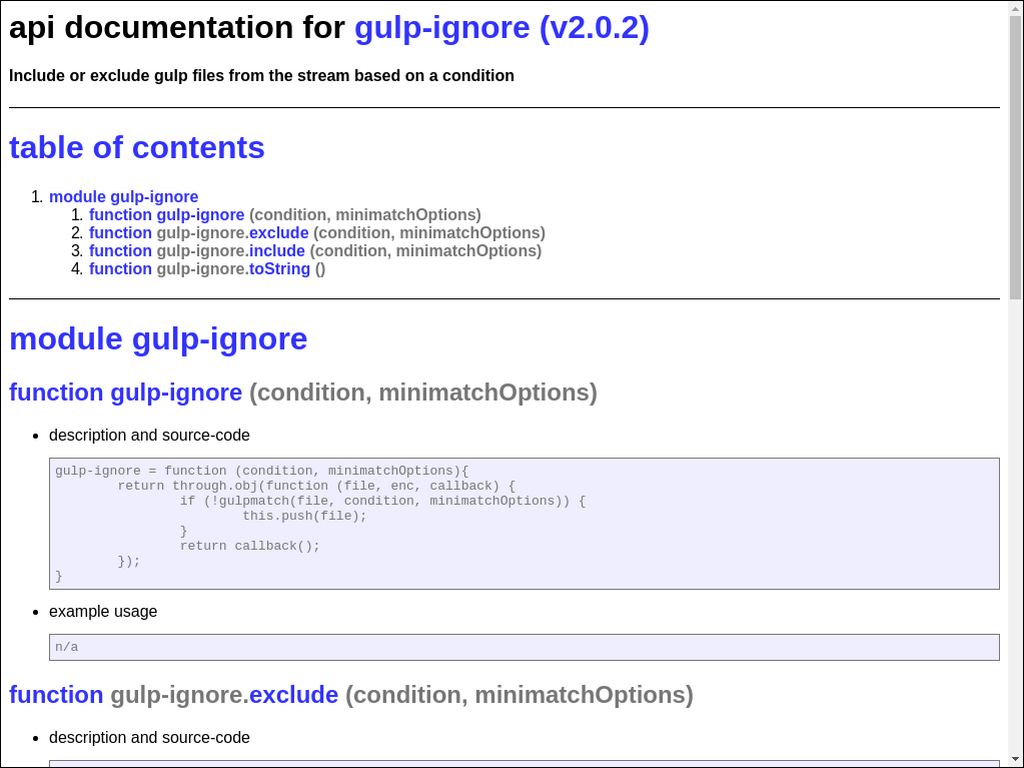 api documentation for gulp-ignore (v2.0.2)
Include or exclude gulp files from the stream based on a condition
table of contents
1. module gulp-ignore
1. function gulp-ignore (condition, minimatchOptions)
2. function gulp-ignore.exclude (condition, minimatchOptions)
3. function gulp-ignore.include (condition, minimatchOptions)
4. function gulp-ignore.toString ()
module gulp-ignore
function gulp-ignore (condition, minimatchOptions)
• description and source-code
gulp-ignore = function (condition, minimatchOptions){
        return through.obj(function (file, enc, callback) {
                if (!gulpmatch(file, condition, minimatchOptions)) {
                        this.push(file);
                }
                return callback();
        });
}
• example usage
n/a
function gulp-ignore.exclude (condition, minimatchOptions)
• description and source-code